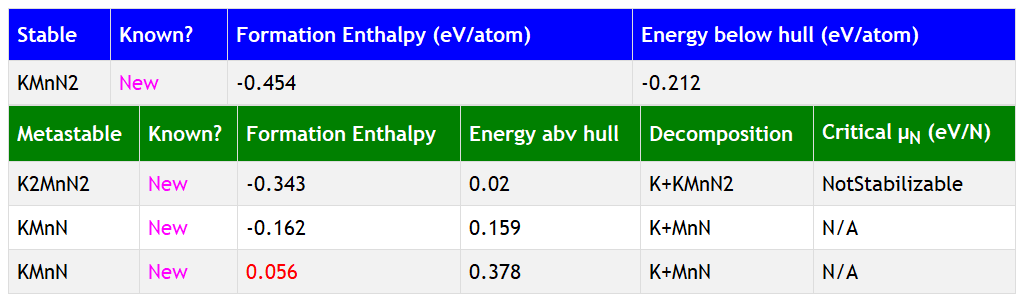 Stable Known? Formation Enthalpy (eV/atom) Energy below hull (eV/atom)
KMnN2 New -0.454 -0.212
Metastable Known? Formation Enthalpy Energy abv hull Decomposition Critical μN (eV/N)
K2MnN2 New -0.343 0.02 K+KMnN2 NotStabilizable
KMnN New -0.162 0.159 K+MnN N/A
KMnN New 0.056 0.378 K+MnN N/A